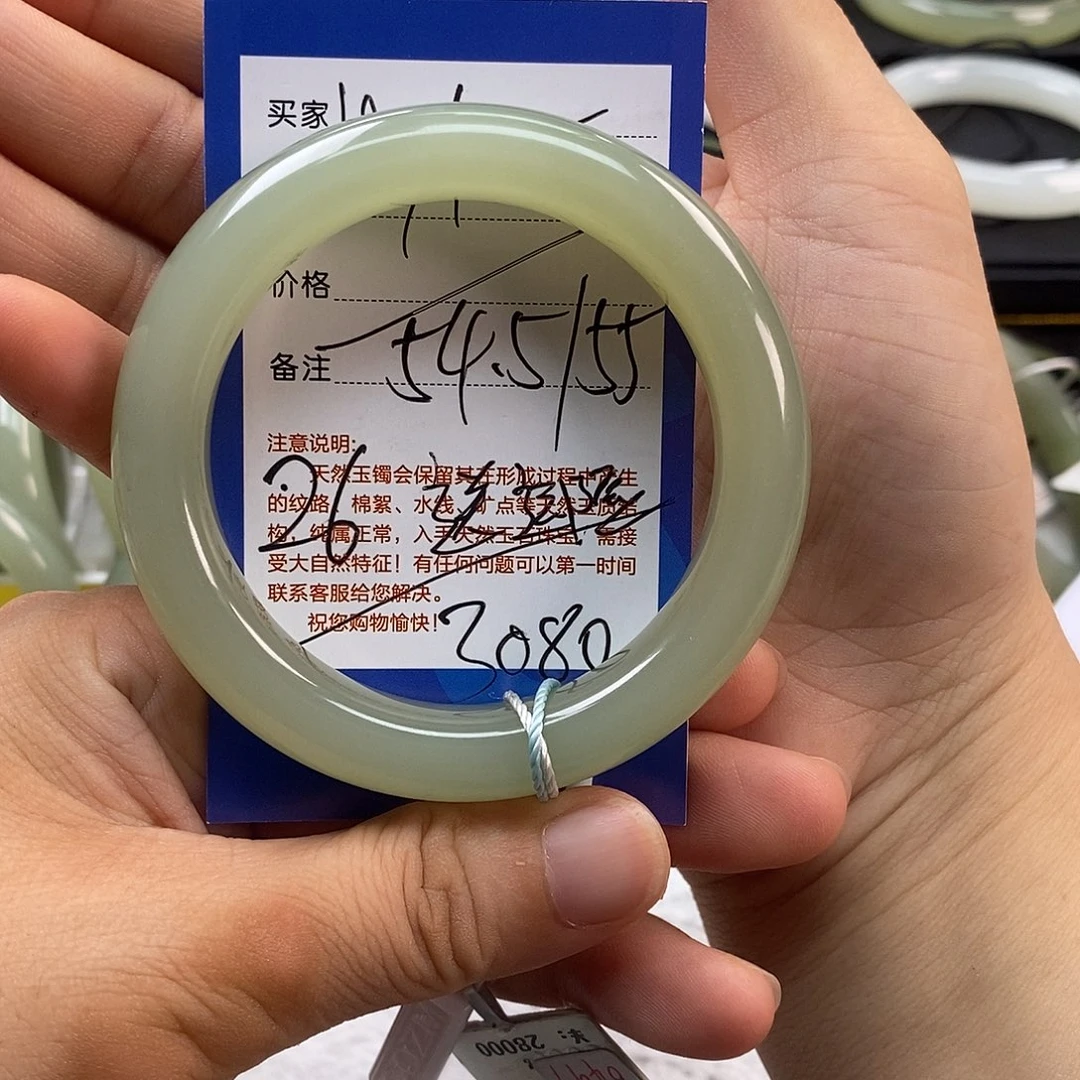 买家
价格
54.5/55
备注
注意说明:
天然玉镯会保留其在形成过程中产生
的纹路、棉絮、水线、矿点等天然玉质结
构，纯属正常，入手天然玉石珠宝，需接
受大自然特征！有任何问题可以第一时间
联系客服给您解决。
祝您购物愉快！
26
3080
28000